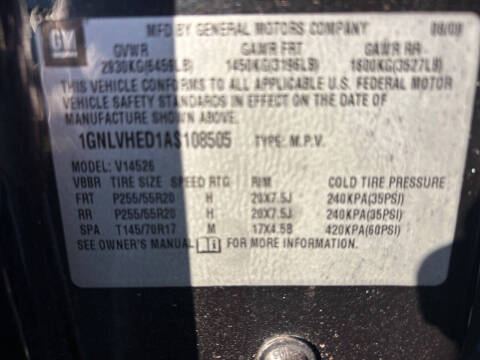 GM
MFD BY GENERAL MOTORS COMPANY 09/09
GVWR GAWR FRT GAWR RR
2930KG(6459LB) 1450KG(3196LB) 1600KG(3527LB)
THIS VEHICLE CONFORMS TO ALL APPLICABLE U.S. FEDERAL MOTOR
VEHICLE SAFETY STANDARDS IN EFFECT ON THE DATE OF
MANUFACTURE SHOWN ABOVE.
1GNLVHED1AS108505 TYPE: M.P.V.
MODEL: V14526
VBBR TIRE SIZE SPEED RTG RIM COLD TIRE PRESSURE
FRT P255/55R20 H 20X7.5J 240KPA(35PSI)
RR P255/55R20 H 20X7.5J 240KPA(35PSI)
SPA T145/70R17 M 17X4.5B 420KPA(60PSI)
SEE OWNER'S MANUAL FOR MORE INFORMATION